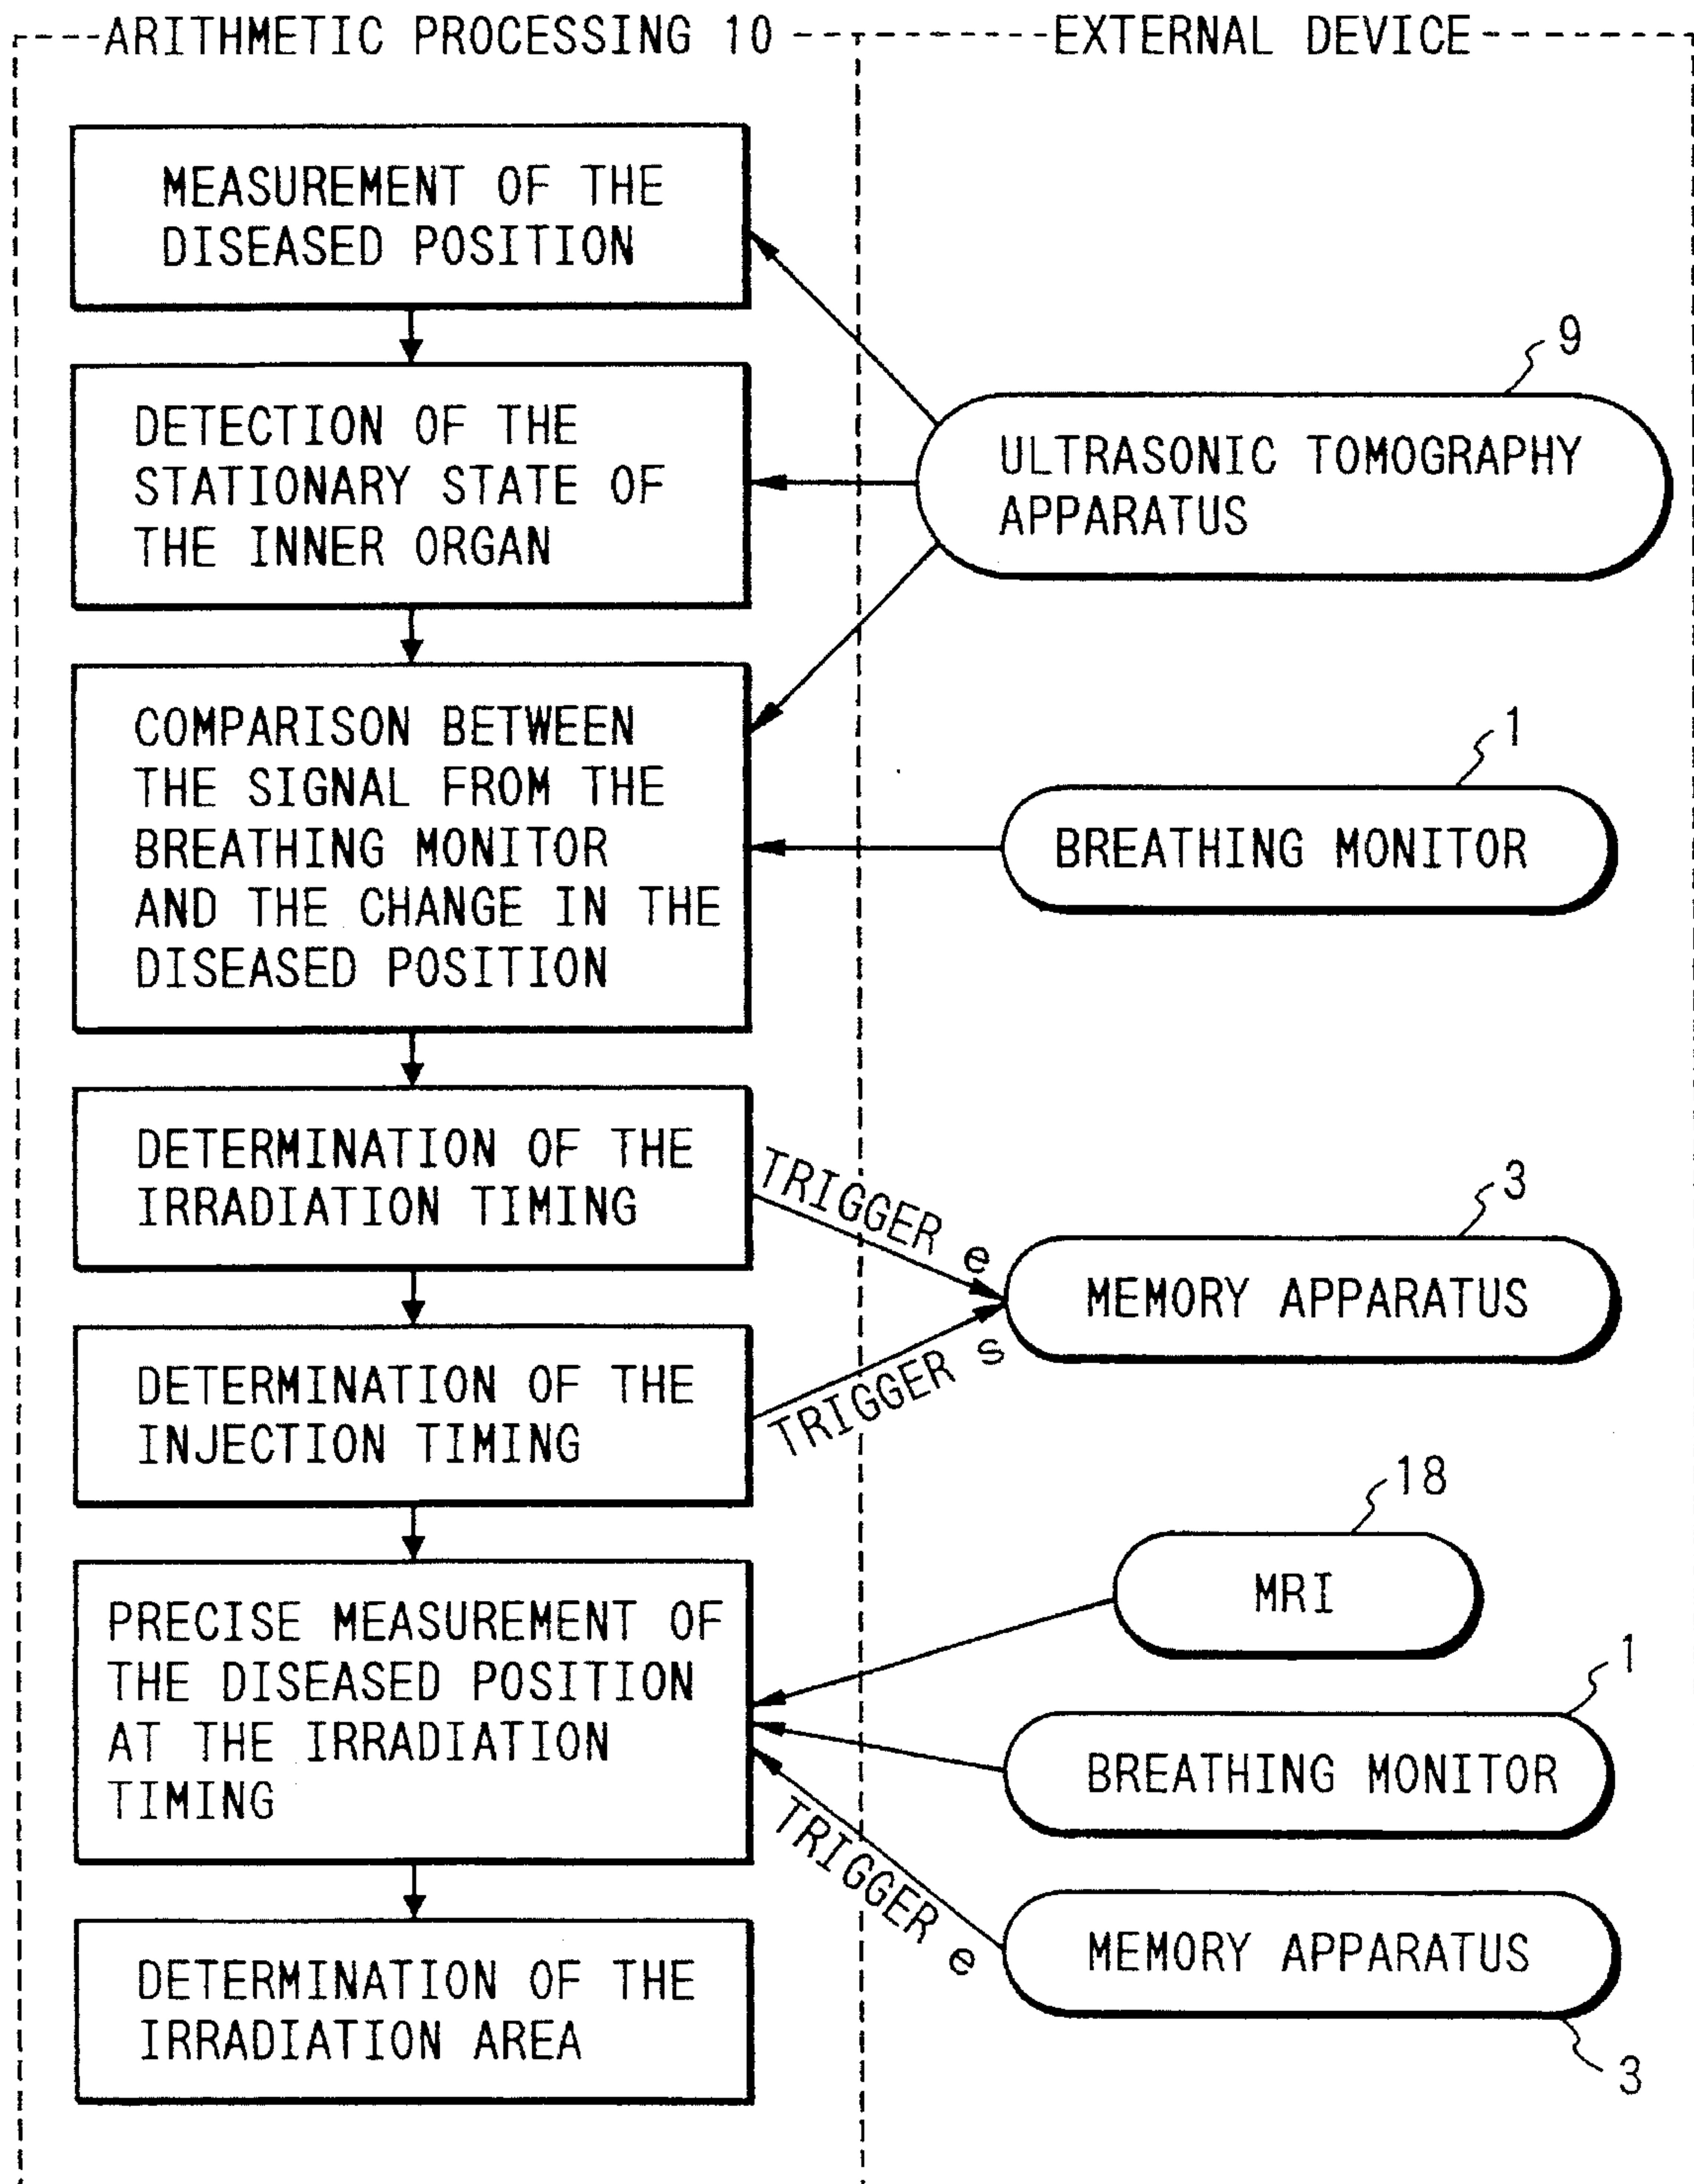 ARITHMETIC PROCESSING 10
EXTERNAL DEVICE
MEASUREMENT OF THE
DISEASED POSITION
9
DETECTION OF THE
STATIONARY STATE OF
THE INNER ORGAN
ULTRASONIC TOMOGRAPHY
APPARATUS
COMPARISON BETWEEN
THE SIGNAL FROM THE
BREATHING MONITOR
AND THE CHANGE IN THE
DISEASED POSITION
1
BREATHING MONITOR
DETERMINATION OF THE
IRRADIATION TIMING
TRIGGER e
3
MEMORY APPARATUS
DETERMINATION OF THE
INJECTION TIMING
TRIGGER s
18
MRI
PRECISE MEASUREMENT OF
THE DISEASED POSITION
AT THE IRRADIATION
TIMING
1
BREATHING MONITOR
TRIGGER e
MEMORY APPARATUS
3
DETERMINATION OF THE
IRRADIATION AREA